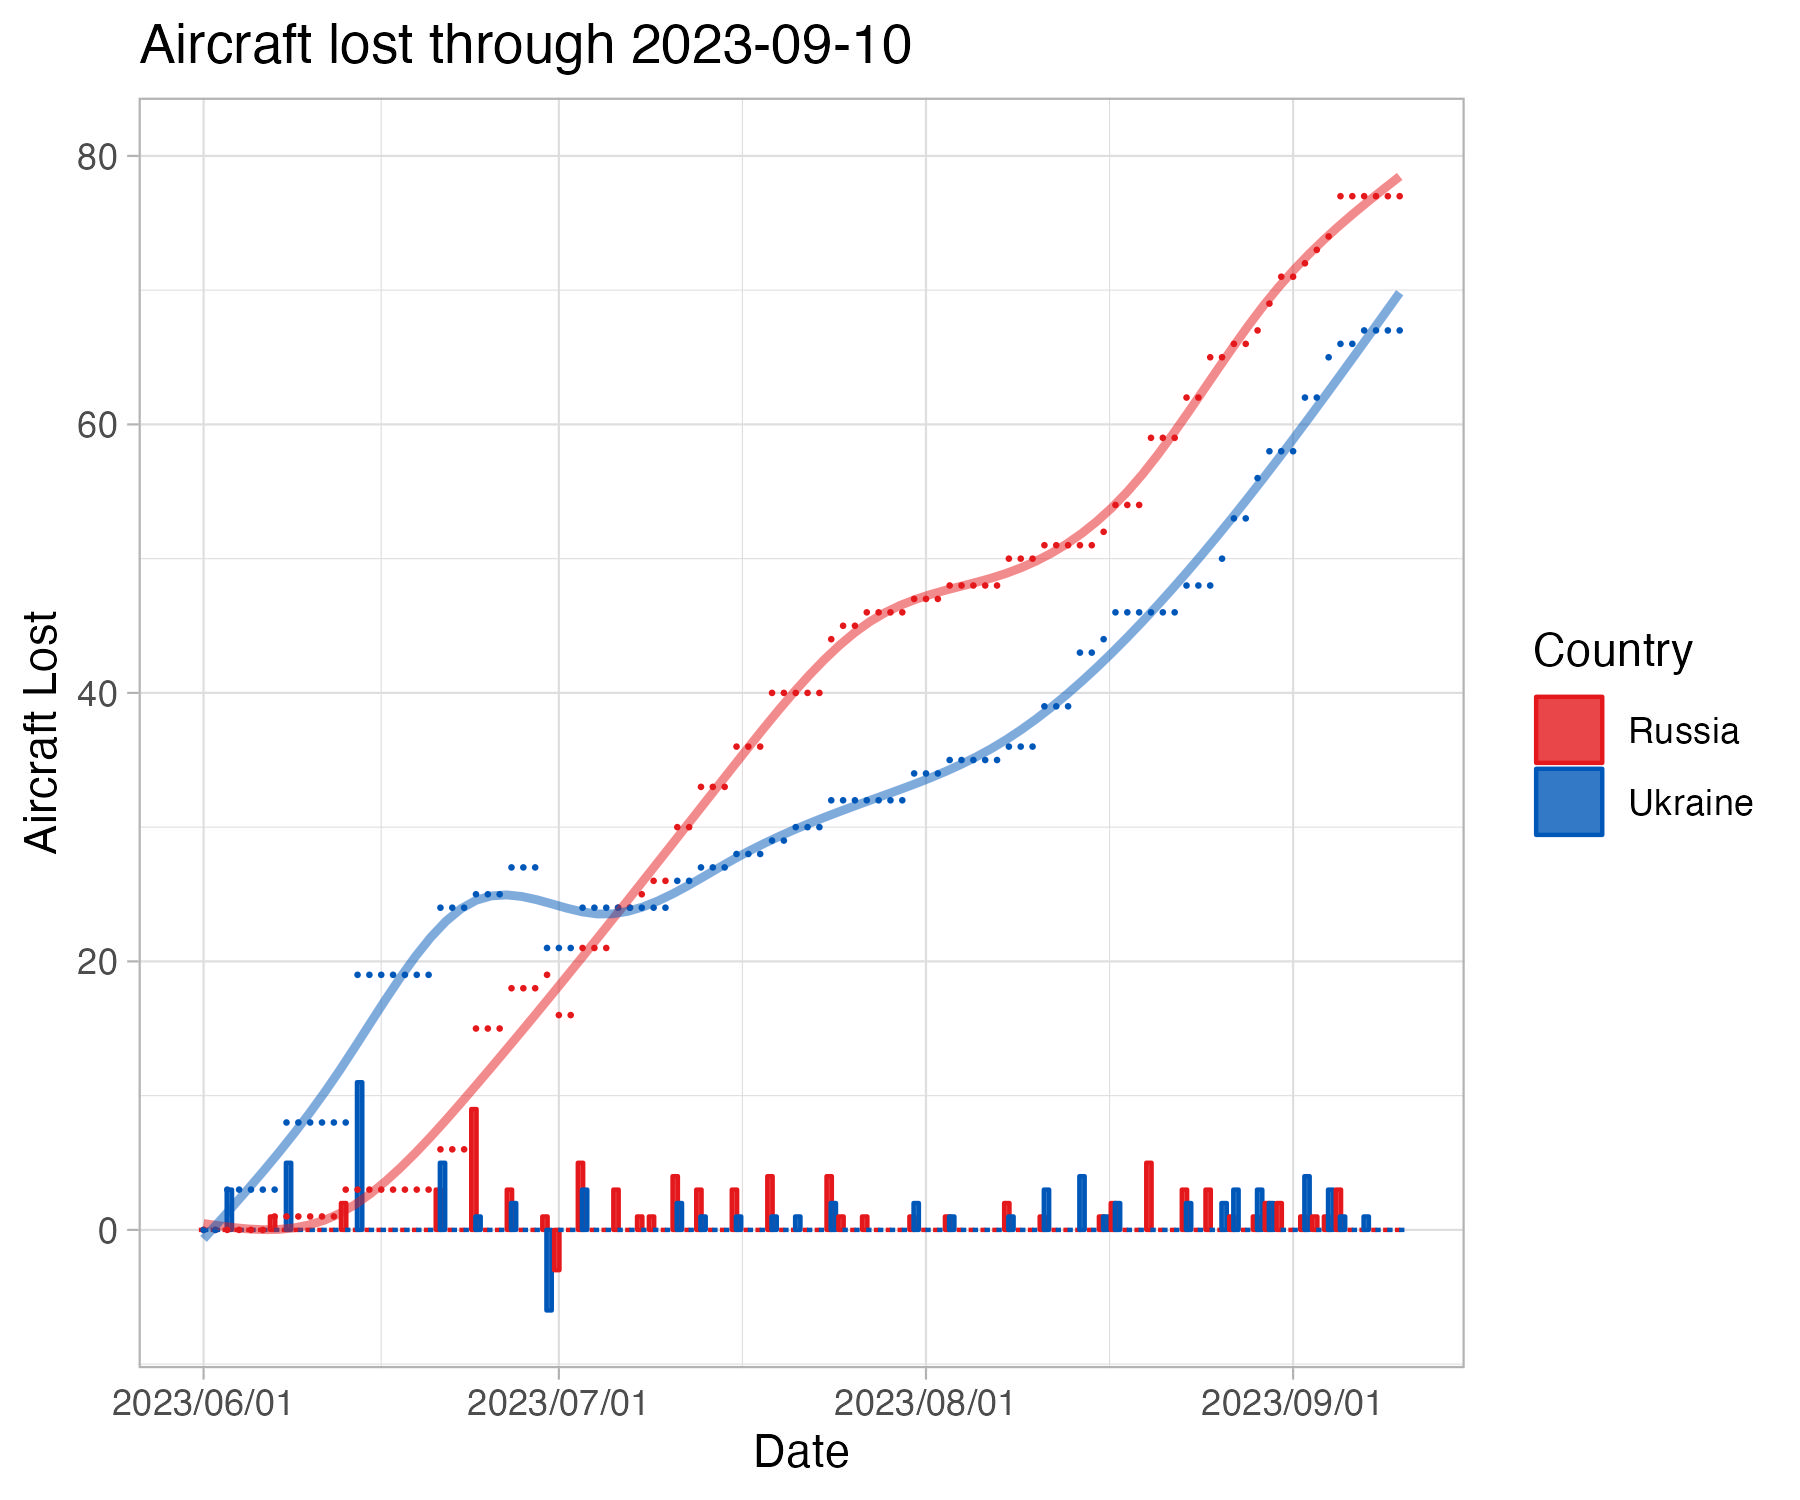 Aircraft lost through 2023-09-10
80
60
40
20
0
Aircraft Lost
2023/06/01
2023/07/01
2023/08/01
2023/09/01
Date
Country
Russia
Ukraine